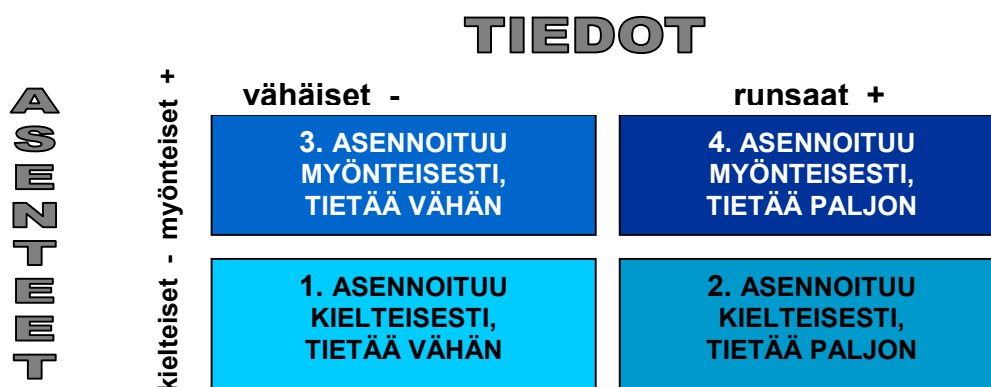 TIEDOT
ASENTEET
kielteiset - myönteiset +
vähäiset -
runsaat +
3. ASENNOITUU
MYÖNTEISESTI,
TIETÄÄ VÄHÄN
4. ASENNOITUU
MYÖNTEISESTI,
TIETÄÄ PALJON
1. ASENNOITUU
KIELTEISESTI,
TIETÄÄ VÄHÄN
2. ASENNOITUU
KIELTEISESTI,
TIETÄÄ PALJON